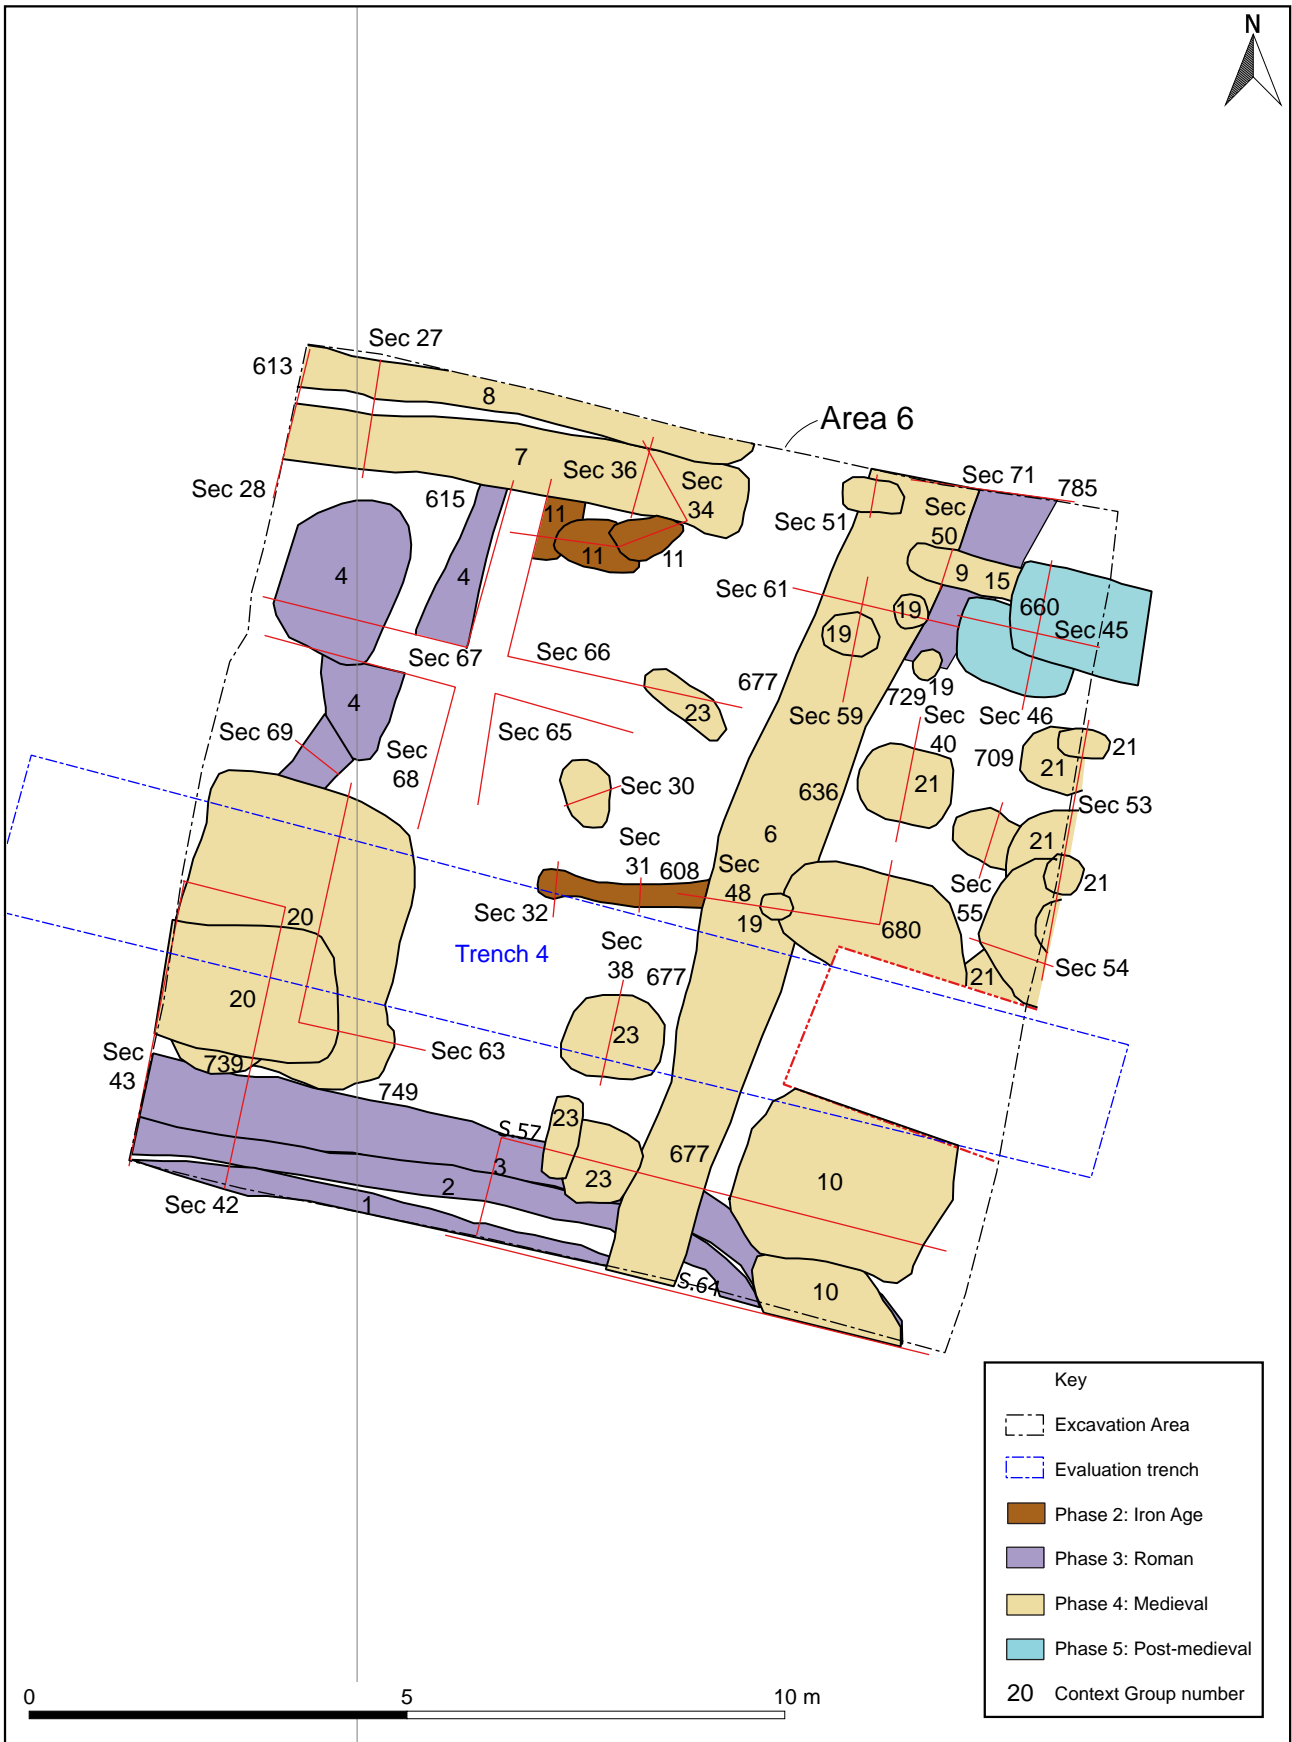 N
Sec 27
613
8
Area 6
7
Sec 36
Sec
34
Sec 28
615
Sec 71
785
Sec 51
Sec
50
11
11
11
4
4
9
15
Sec 61
660
19
19
Sec 45
Sec 67
Sec 66
677
729
19
4
23
Sec 59
Sec 46
Sec
40
Sec 69
Sec 65
709
21
Sec
68
21
21
Sec 30
636
Sec 53
6
21
Sec
31
608
Sec
48
Sec
55
21
Sec 32
20
19
680
Trench 4
Sec
38
677
Sec 54
21
20
23
Sec
43
739
Sec 63
749
23
S.57
677
3
23
2
10
Sec 42
1
S.64
10
Key
Excavation Area
Evaluation trench
Phase 2: Iron Age
Phase 3: Roman
Phase 4: Medieval
Phase 5: Post-medieval
20 Context Group number
0
5
10 m